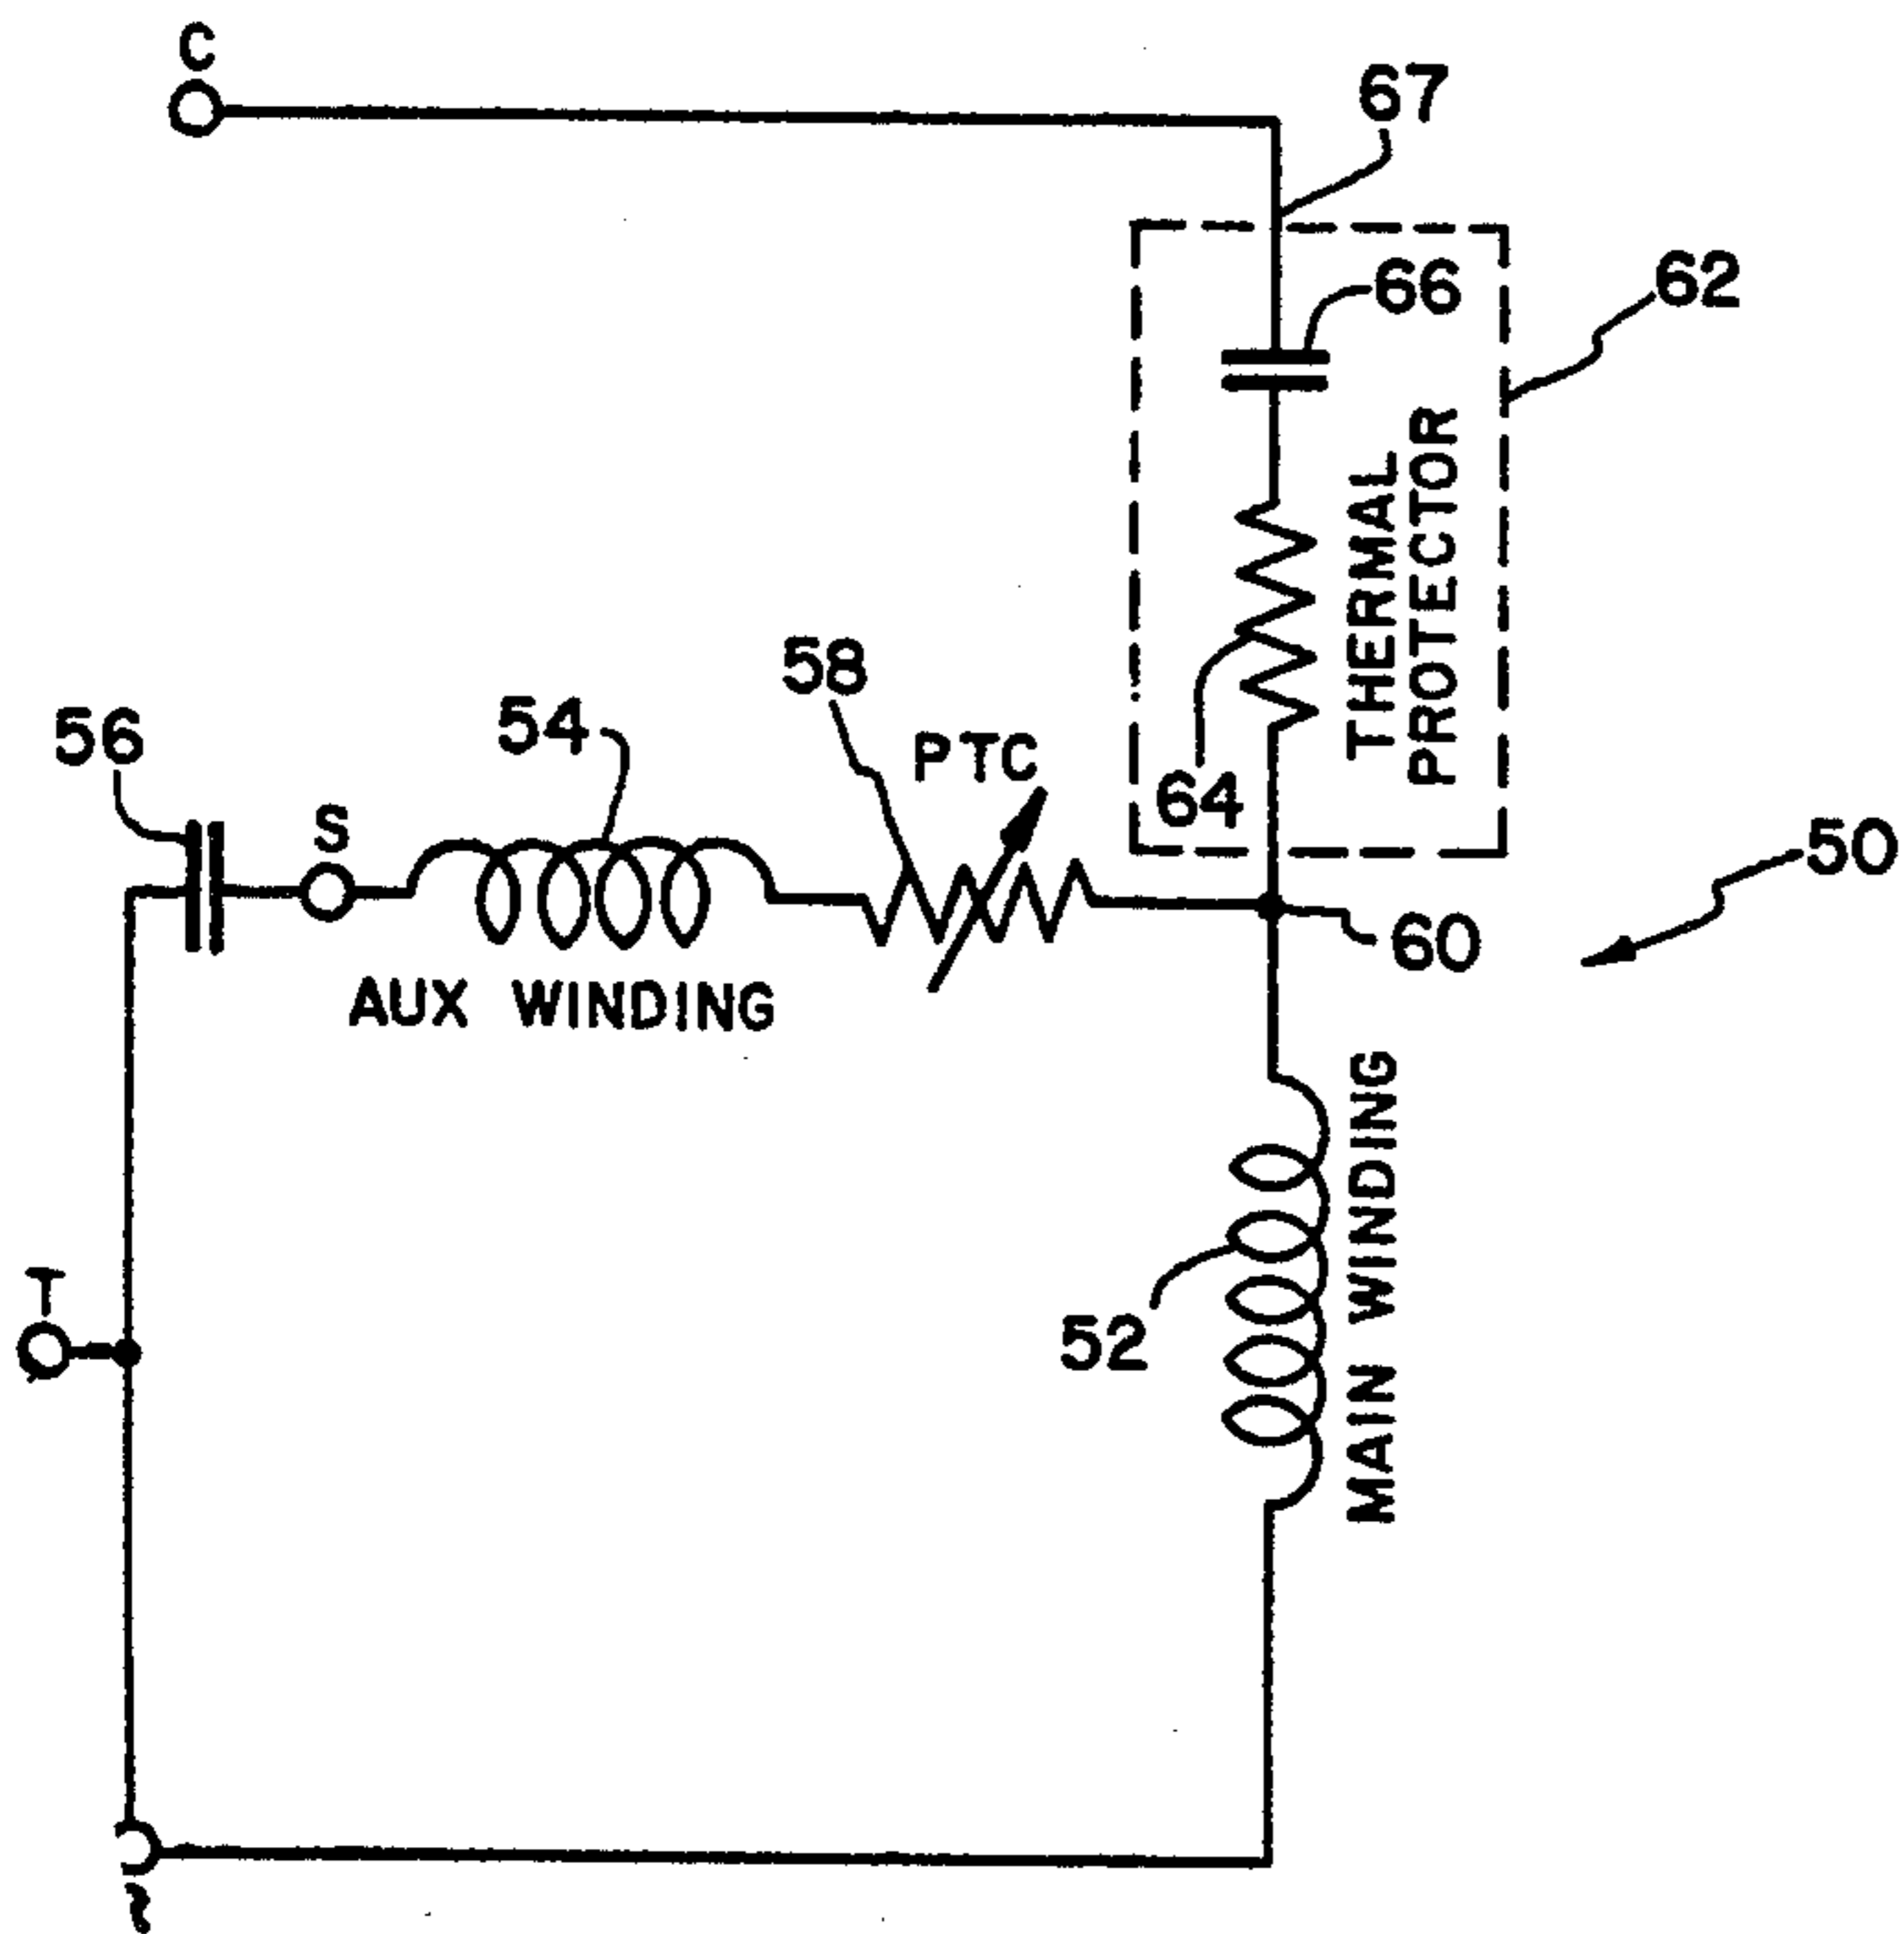 C
67
66
62
THERMAL
PROTECTOR
58
54
PTC
56
64
S
50
60
AUX WINDING
MAIN WINDING
T
52